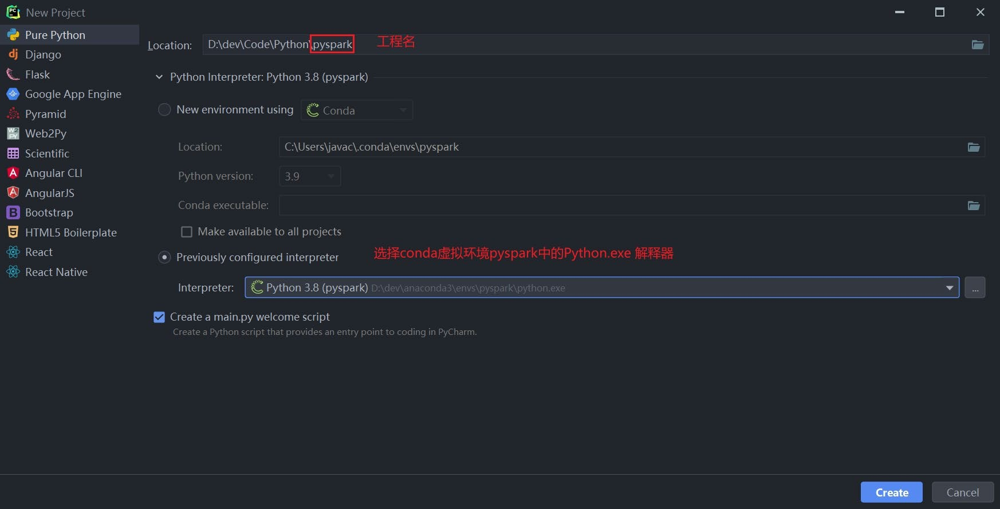 New Project
Pure Python
Django
Flask
Google App Engine
Pyramid
Web2Py
Scientific
Angular CLI
AngularJS
Bootstrap
HTML5 Boilerplate
React
React Native
Location: D:\dev\Code\Python\pyspark 工程名
Python Interpreter: Python 3.8 (pyspark)
New environment using Conda
Location: C:\Users\javac\.conda\envs\pyspark
Python version: 3.9
Conda executable:
Make available to all projects
Previously configured interpreter 选择conda虚拟环境pyspark中的Python.exe 解释器
Interpreter: Python 3.8 (pyspark) D:\dev\anaconda3\envs\pyspark\python.exe ...
Create a main.py welcome script
Create a Python script that provides an entry point to coding in PyCharm.
Create Cancel